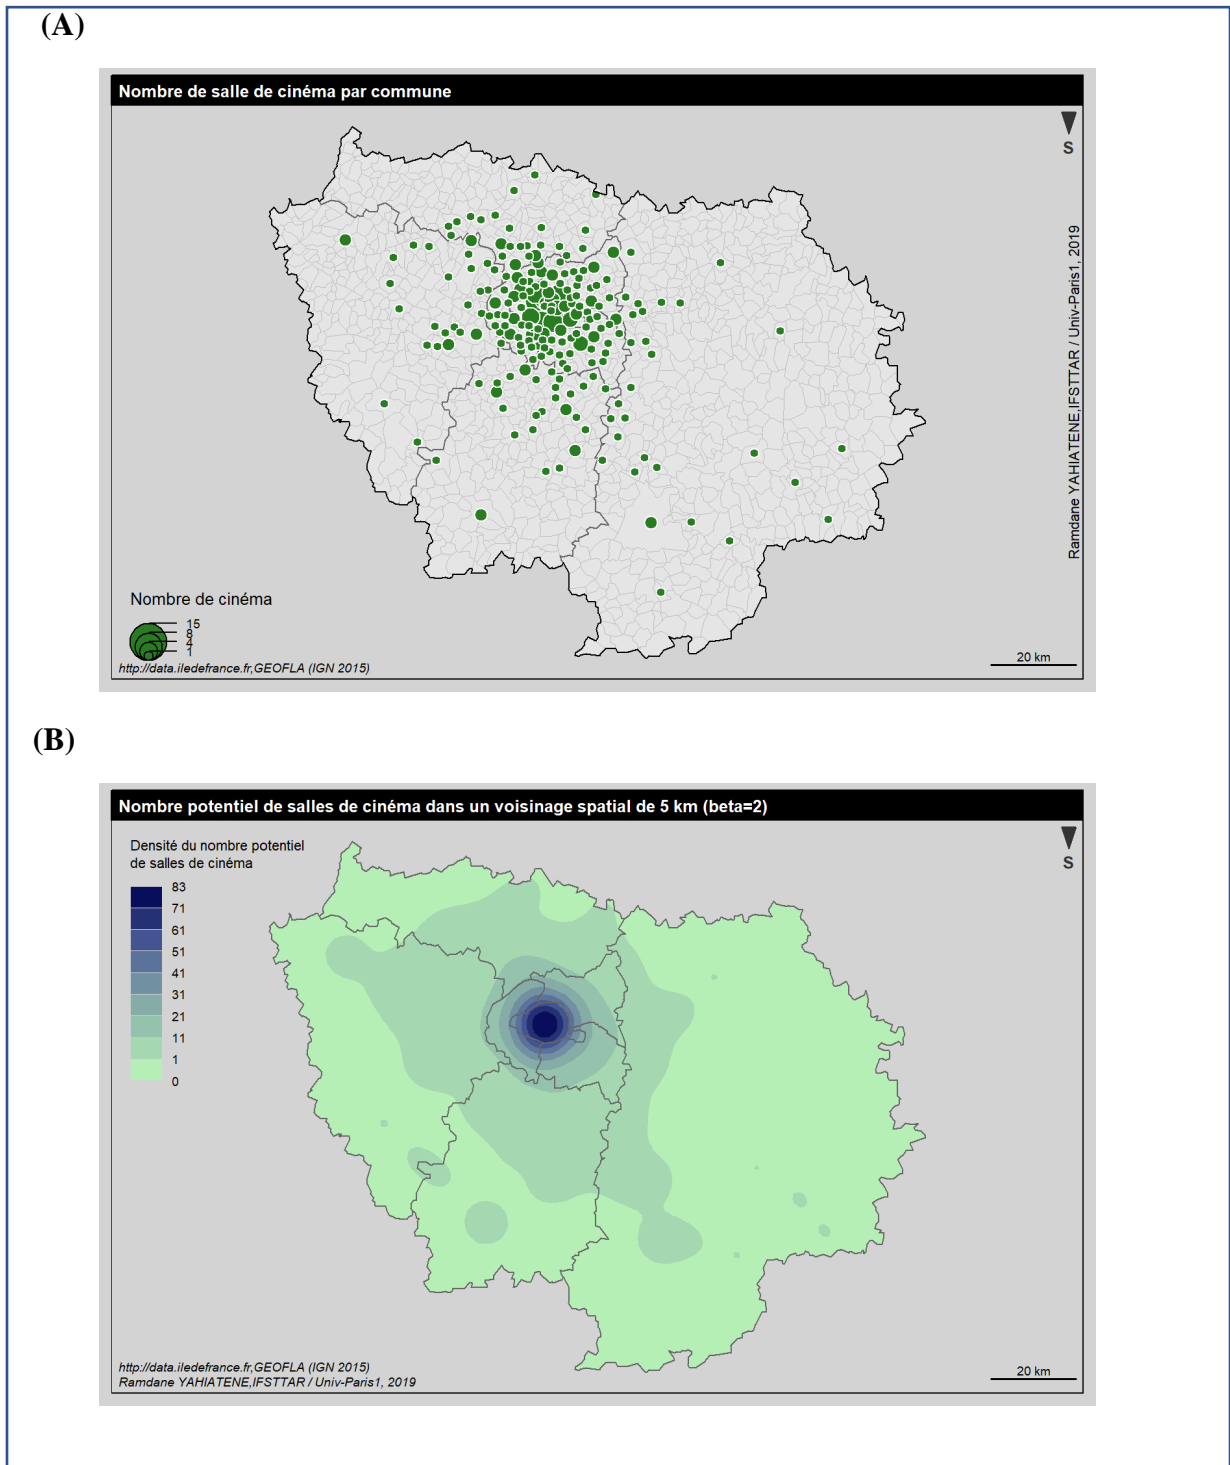 (A)
Nombre de salle de cinéma par commune
S
Ramdane YAHIATENE,IFSTTAR / Univ-Paris1, 2019
Nombre de cinéma
15
8
4
1
http://data.iledefrance.fr,GEOFLA (IGN 2015)
20 km
(B)
Nombre potentiel de salles de cinéma dans un voisinage spatial de 5 km (beta=2)
S
Densité du nombre potentiel
de salles de cinéma
83
71
61
51
41
31
21
11
1
0
http://data.iledefrance.fr,GEOFLA (IGN 2015)
Ramdane YAHIATENE,IFSTTAR / Univ-Paris1, 2019
20 km